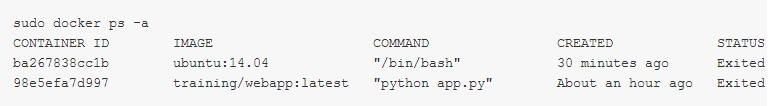 sudo docker ps -a
CONTAINER ID        IMAGE                    COMMAND                CREATED             STATUS
ba267838cc1b        ubuntu:14.04             "/bin/bash"            30 minutes ago      Exited
98e5efa7d997        training/webapp:latest   "python app.py"        About an hour ago   Exited